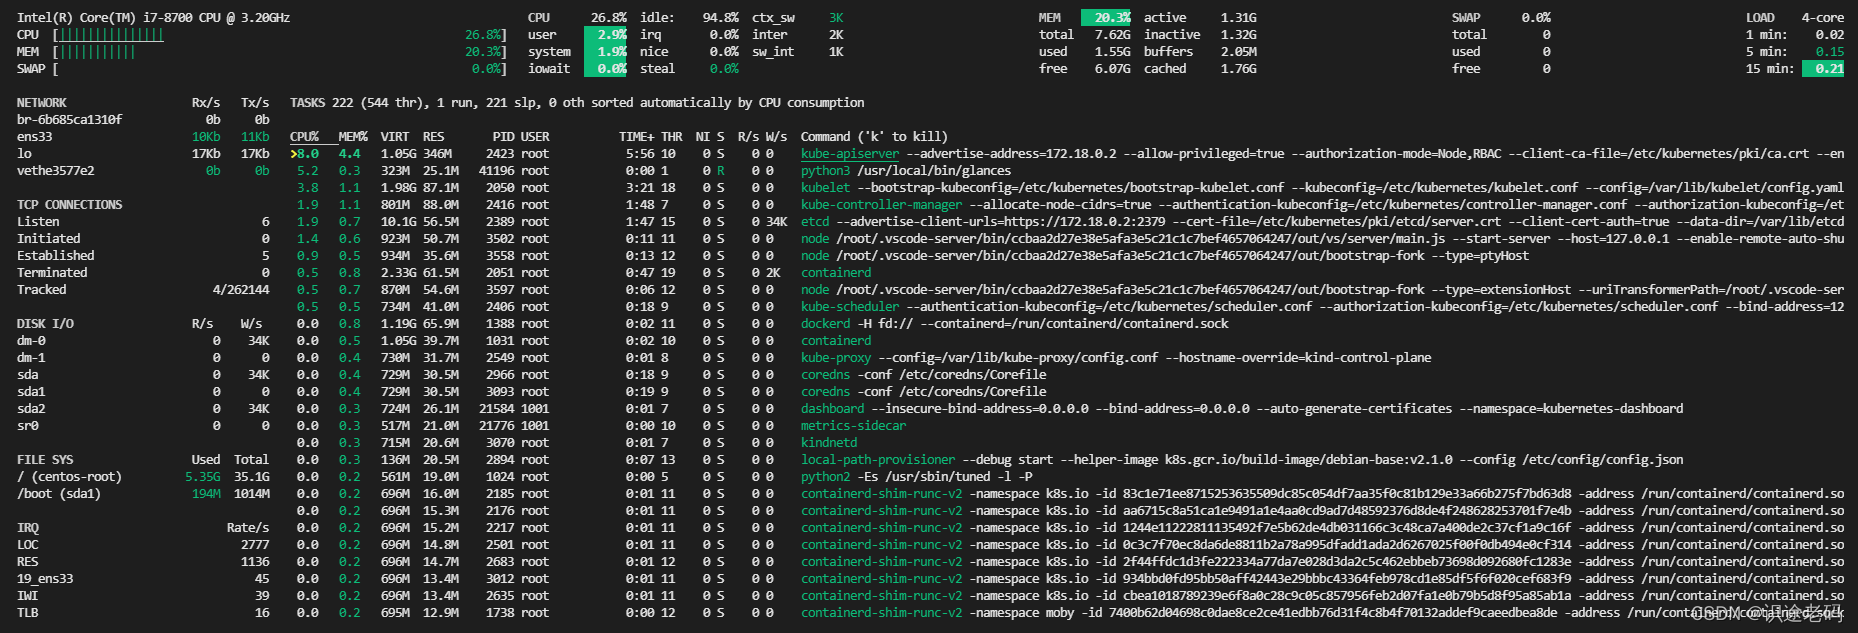 Intel(R) Core(TM) i7-8700 CPU @ 3.20GHz CPU 26.8% idle: 94.8% ctx_sw 3K MEM 20.3% active 1.31G SWAP 0.0% LOAD 4-core
CPU [|||||||||||||||| 26.8%] user 2.9% irq 0.0% inter 2K total 7.62G inactive 1.32G total 0 1 min: 0.02
MEM [|||||||||||| 20.3%] system 1.9% nice 0.0% sw_int 1K used 1.55G buffers 2.05M used 0 5 min: 0.15
SWAP [ 0.0%] iowait 0.0% steal 0.0% free 6.07G cached 1.76G free 0 15 min: 0.21
NETWORK Rx/s Tx/s TASKS 222 (544 thr), 1 run, 221 slp, 0 oth sorted automatically by CPU consumption
br-6b685ca1310f 0b 0b
ens33 10Kb 11Kb CPU% MEM% VIRT RES PID USER TIME+ THR NI S R/s W/s Command ('k' to kill)
lo 17Kb 17Kb >8.0 4.4 1.05G 346M 2423 root 5:56 10 0 S 0 0 kube-apiserver --advertise-address=172.18.0.2 --allow-privileged=true --authorization-mode=Node,RBAC --client-ca-file=/etc/kubernetes/pki/ca.crt --en
vethe3577e2 0b 0b 5.2 0.3 323M 25.1M 41196 root 0:00 1 0 R 0 0 python3 /usr/local/bin/glances
3.8 1.1 1.98G 87.1M 2050 root 3:21 18 0 S 0 0 kubelet --bootstrap-kubeconfig=/etc/kubernetes/bootstrap-kubelet.conf --kubeconfig=/etc/kubernetes/kubelet.conf --config=/var/lib/kubelet/config.yaml
TCP CONNECTIONS 1.9 1.1 801M 88.0M 2416 root 1:48 7 0 S 0 0 kube-controller-manager --allocate-node-cidrs=true --authentication-kubeconfig=/etc/kubernetes/controller-manager.conf --authorization-kubeconfig=/et
Listen 6 1.9 0.7 10.1G 56.5M 2389 root 1:47 15 0 S 0 34K etcd --advertise-client-urls=https://172.18.0.2:2379 --cert-file=/etc/kubernetes/pki/etcd/server.crt --client-cert-auth=true --data-dir=/var/lib/etcd
Initiated 0 1.4 0.6 923M 50.7M 3502 root 0:11 11 0 S 0 0 node /root/.vscode-server/bin/ccbaa2d27e38e5afa3e5c21c1c7bef4657064247/out/vs/server/main.js --start-server --host=127.0.0.1 --enable-remote-auto-shu
Established 5 0.9 0.5 934M 35.6M 3558 root 0:13 12 0 S 0 0 node /root/.vscode-server/bin/ccbaa2d27e38e5afa3e5c21c1c7bef4657064247/out/bootstrap-fork --type=ptyHost
Terminated 0 0.5 0.8 2.33G 61.5M 2051 root 0:47 19 0 S 0 2K containerd
Tracked 4/262144 0.5 0.7 870M 54.6M 3597 root 0:06 12 0 S 0 0 node /root/.vscode-server/bin/ccbaa2d27e38e5afa3e5c21c1c7bef4657064247/out/bootstrap-fork --type=extensionHost --uriTransformerPath=/root/.vscode-ser
0.5 0.5 734M 41.0M 2406 root 0:18 9 0 S 0 0 kube-scheduler --authentication-kubeconfig=/etc/kubernetes/scheduler.conf --authorization-kubeconfig=/etc/kubernetes/scheduler.conf --bind-address=12
DISK I/O R/s W/s 0.0 0.8 1.19G 65.9M 1388 root 0:02 11 0 S 0 0 dockerd -H fd:// --containerd=/run/containerd/containerd.sock
dm-0 0 34K 0.0 0.5 1.05G 39.7M 1031 root 0:02 10 0 S 0 0 containerd
dm-1 0 0 0.0 0.4 730M 31.7M 2549 root 0:01 8 0 S 0 0 kube-proxy --config=/var/lib/kube-proxy/config.conf --hostname-override=kind-control-plane
sda 0 34K 0.0 0.4 729M 30.5M 2966 root 0:18 9 0 S 0 0 coredns -conf /etc/coredns/Corefile
sda1 0 0 0.0 0.4 729M 30.5M 3093 root 0:19 9 0 S 0 0 coredns -conf /etc/coredns/Corefile
sda2 0 34K 0.0 0.3 724M 26.1M 21584 1001 0:01 7 0 S 0 0 dashboard --insecure-bind-address=0.0.0.0 --bind-address=0.0.0.0 --auto-generate-certificates --namespace=kubernetes-dashboard
sr0 0 0 0.0 0.3 517M 21.0M 21776 1001 0:00 10 0 S 0 0 metrics-sidecar
0.0 0.3 715M 20.6M 3070 root 0:01 7 0 S 0 0 kindnetd
FILE SYS Used Total 0.0 0.3 136M 20.5M 2894 root 0:07 13 0 S 0 0 local-path-provisioner --debug start --helper-image k8s.gcr.io/build-image/debian-base:v2.1.0 --config /etc/config/config.json
/ (centos-root) 5.35G 35.1G 0.0 0.2 561M 19.0M 1024 root 0:00 5 0 S 0 0 python2 -Es /usr/sbin/tuned -l -P
/boot (sda1) 194M 1014M 0.0 0.2 696M 16.0M 2185 root 0:01 11 0 S 0 0 containerd-shim-runc-v2 -namespace k8s.io -id 83c1e71ee8715253635509dc85c054df7aa35f0c81b129e33a66b275f7bd63d8 -address /run/containerd/containerd.so
0.0 0.2 696M 15.3M 2176 root 0:01 11 0 S 0 0 containerd-shim-runc-v2 -namespace k8s.io -id aa6715c8a51ca1e9491a1e4aa0cd9ad7d48592376d8de4f248628253701f7e4b -address /run/containerd/containerd.so
IRQ Rate/s 0.0 0.2 696M 15.2M 2217 root 0:01 11 0 S 0 0 containerd-shim-runc-v2 -namespace k8s.io -id 1244e11222811135492f7e5b62de4db031166c3c48ca7a400de2c37cf1a9c16f -address /run/containerd/containerd.so
LOC 2777 0.0 0.2 696M 14.8M 2501 root 0:01 11 0 S 0 0 containerd-shim-runc-v2 -namespace k8s.io -id 0c3c7f70ec8da6de8811b2a78a995dfadd1ada2d6267025f00f0db494e0cf314 -address /run/containerd/containerd.so
RES 1136 0.0 0.2 696M 14.7M 2683 root 0:01 12 0 S 0 0 containerd-shim-runc-v2 -namespace k8s.io -id 2f44ffdc1d3fe222334a77da7e028d3da2c5c462ebbeb73698d092680fc1283e -address /run/containerd/containerd.so
19_ens33 45 0.0 0.2 696M 13.4M 3012 root 0:01 11 0 S 0 0 containerd-shim-runc-v2 -namespace k8s.io -id 934bbd0fd95bb50aff42443e29bbbc43364feb978cd1e85df5f6f020cef683f9 -address /run/containerd/containerd.so
IWI 39 0.0 0.2 696M 13.4M 2635 root 0:01 11 0 S 0 0 containerd-shim-runc-v2 -namespace k8s.io -id cbea1018789239e6f8a0c28c9c05c857956feb2d07fa1e0b79b5d8f95a85ab1a -address /run/containerd/containerd.so
TLB 16 0.0 0.2 695M 12.9M 1738 root 0:00 12 0 S 0 0 containerd-shim-runc-v2 -namespace moby -id 7400b62d04698c0dae8ce2ce41edbb76d31f4c8b4f70132addef9caeedbea8de -address /run/containerd/containerd.sock
CSDN @识途老码